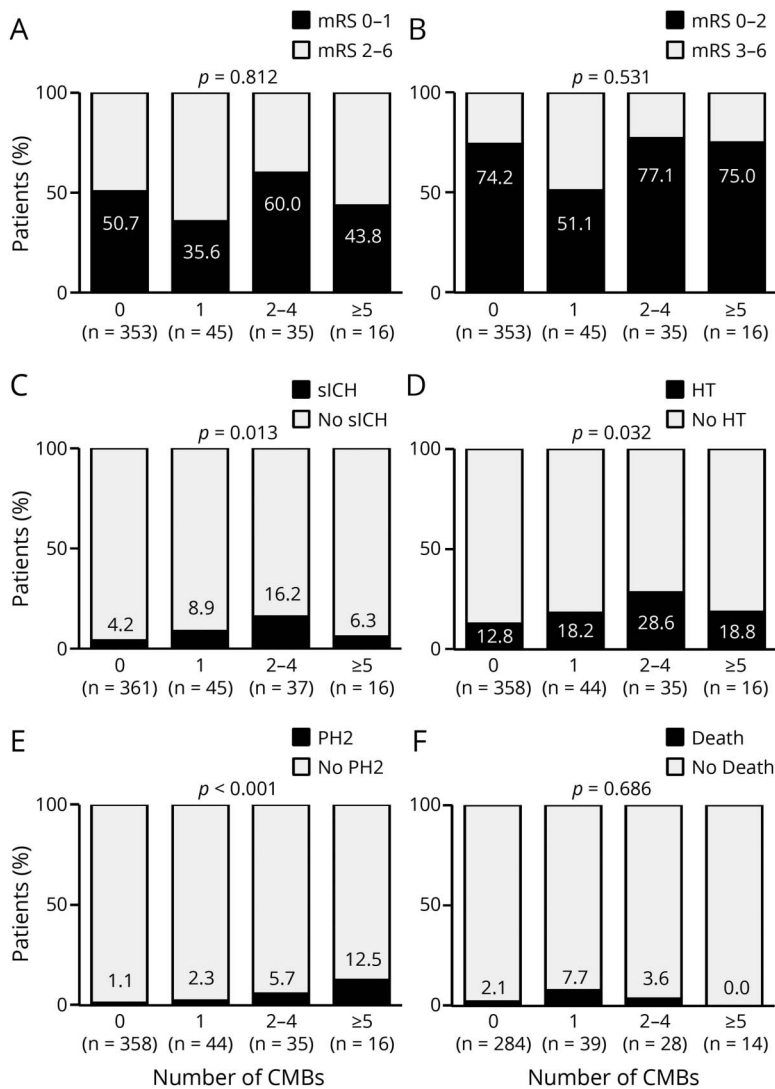 A
mRS 0–1
mRS 2–6
p = 0.812
100
50
0
Patients (%)
50.7
35.6
60.0
43.8
0
1
2–4
≥5
(n = 353)
(n = 45)
(n = 35)
(n = 16)
B
mRS 0–2
mRS 3–6
p = 0.531
100
50
0
74.2
51.1
77.1
75.0
0
1
2–4
≥5
(n = 353)
(n = 45)
(n = 35)
(n = 16)
C
sICH
No sICH
p = 0.013
100
50
0
Patients (%)
4.2
8.9
16.2
6.3
0
1
2–4
≥5
(n = 361)
(n = 45)
(n = 37)
(n = 16)
D
HT
No HT
p = 0.032
100
50
0
12.8
18.2
28.6
18.8
0
1
2–4
≥5
(n = 358)
(n = 44)
(n = 35)
(n = 16)
E
PH2
No PH2
p < 0.001
100
50
0
Patients (%)
1.1
2.3
5.7
12.5
0
1
2–4
≥5
(n = 358)
(n = 44)
(n = 35)
(n = 16)
Number of CMBs
F
Death
No Death
p = 0.686
100
50
0
2.1
7.7
3.6
0.0
0
1
2–4
≥5
(n = 284)
(n = 39)
(n = 28)
(n = 14)
Number of CMBs